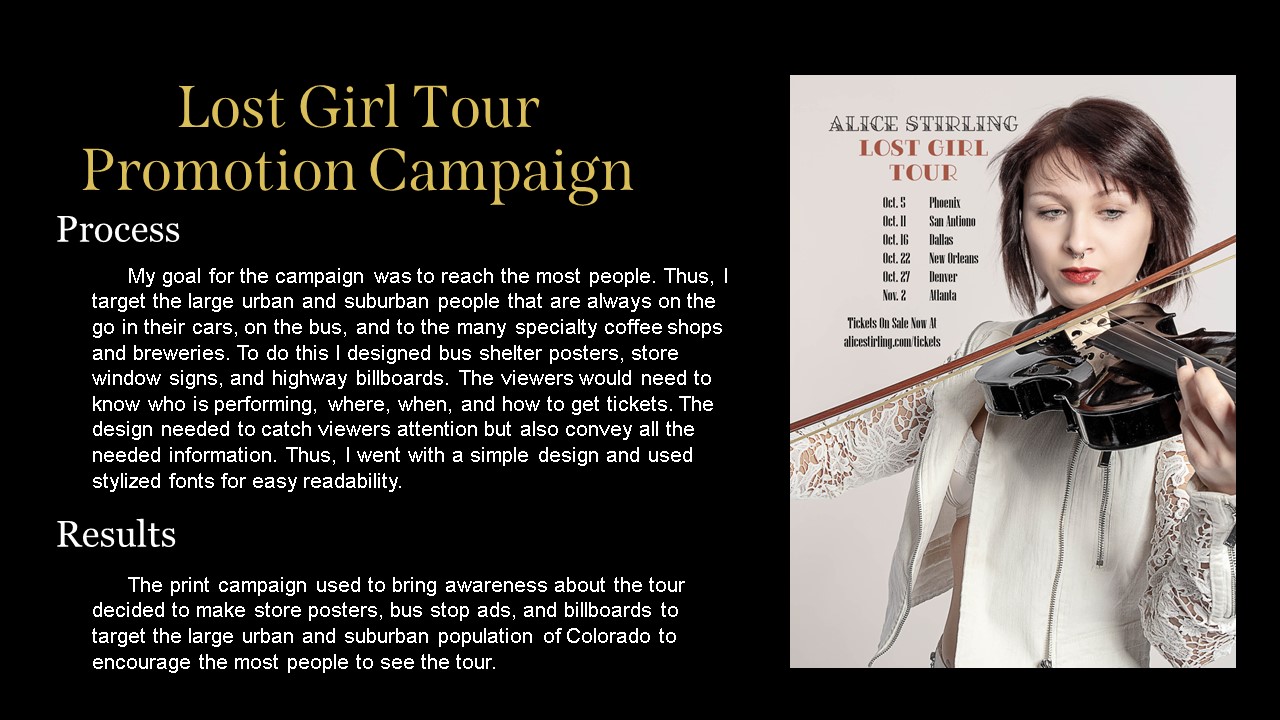 Lost Girl Tour
Promotion Campaign
Process
My goal for the campaign was to reach the most people. Thus, I
target the large urban and suburban people that are always on the
go in their cars, on the bus, and to the many specialty coffee shops
and breweries. To do this I designed bus shelter posters, store
window signs, and highway billboards. The viewers would need to
know who is performing, where, when, and how to get tickets. The
design needed to catch viewers attention but also convey all the
needed information. Thus, I went with a simple design and used
stylized fonts for easy readability.
Results
The print campaign used to bring awareness about the tour
decided to make store posters, bus stop ads, and billboards to
target the large urban and suburban population of Colorado to
encourage the most people to see the tour.
ALICE STIRLING
LOST GIRL
TOUR
Oct. 5 Phoenix
Oct. 11 San Antiono
Oct. 16 Dallas
Oct. 22 New Orleans
Oct. 27 Denver
Nov. 2 Atlanta
Tickets On Sale Now At
alicestirling.com/tickets